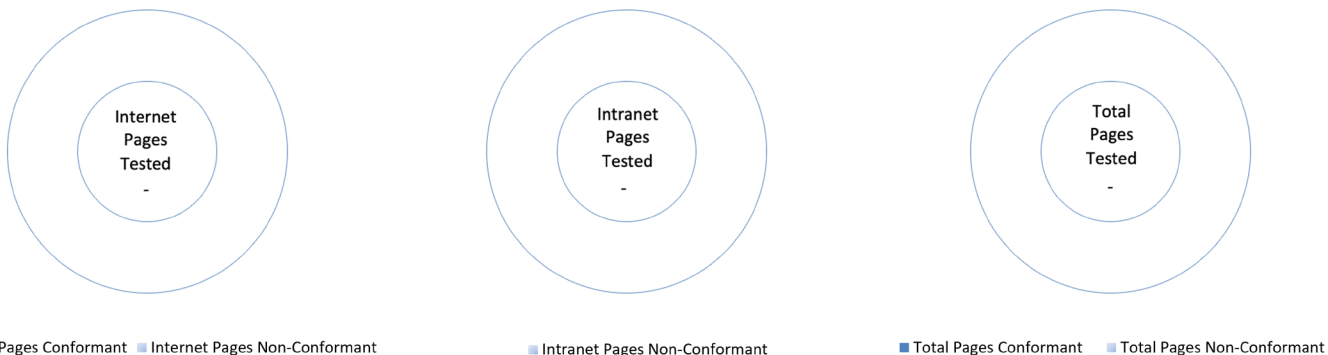 Internet
Pages
Tested
-
Intranet
Pages
Tested
-
Total
Pages
Tested
-
Pages Conformant Internet Pages Non-Conformant
Intranet Pages Non-Conformant
Total Pages Conformant Total Pages Non-Conformant